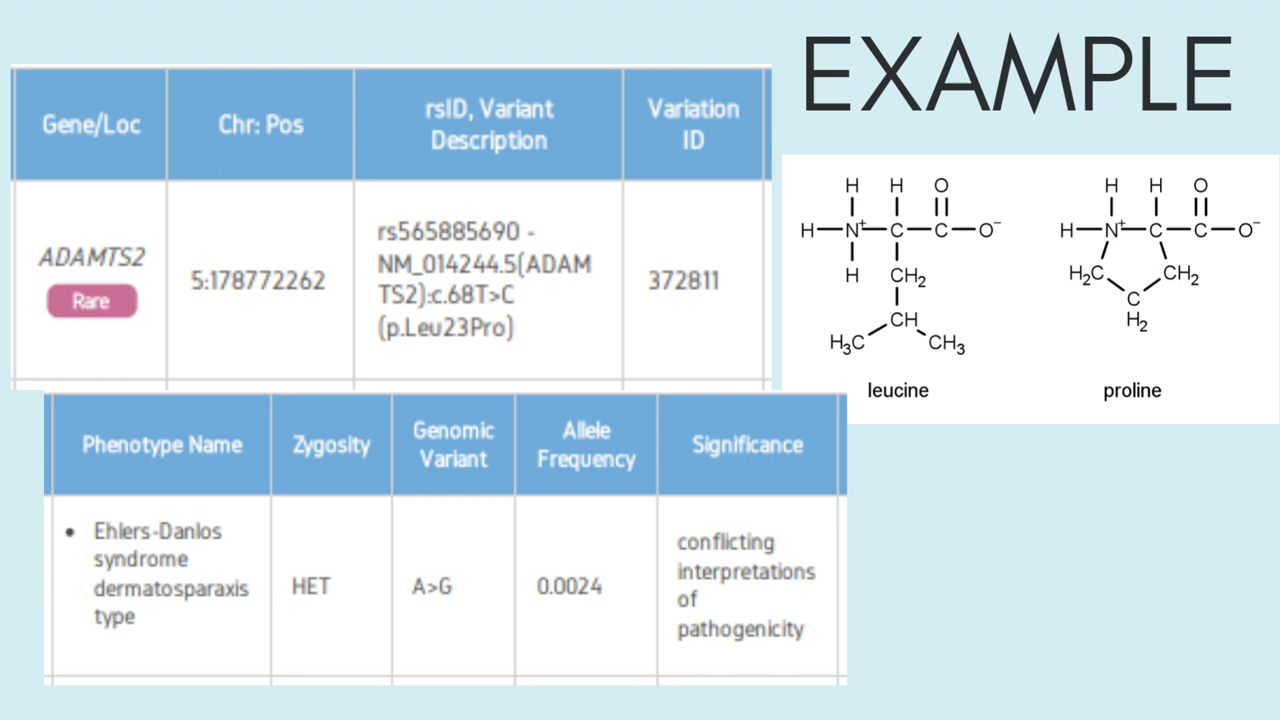 EXAMPLE
Gene/Loc
Chr: Pos
rsID, Variant
Description
Variation
ID
ADAMTS2
Rare
5:178772262
rs565885690 -
NM_014244.5(ADAM
TS2):c.68T>C
(p.Leu23Pro)
372811
H H O
H—N⁺—C—C—O⁻
H CH₂
CH
H₃C CH₃
leucine
H H O
H—N⁺—C—C—O⁻
H₂C CH₂
C
H₂
proline
Phenotype Name
Zygosity
Genomic
Variant
Allele
Frequency
Significance
• Ehlers-Danlos
syndrome
dermatosparaxis
type
HET
A>G
0.0024
conflicting
interpretations
of
pathogenicity